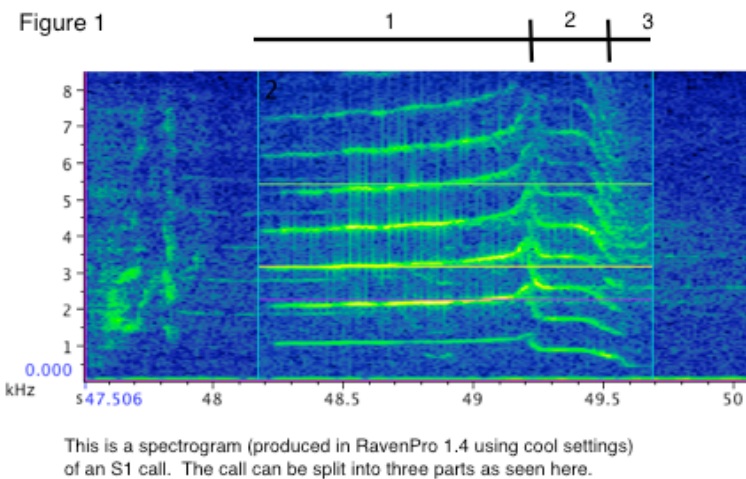 Figure 1
1 2 3
2
8
7
6
5
4
3
2
1
0.000
kHz
s 47.506 48 48.5 49 49.5 50
This is a spectrogram (produced in RavenPro 1.4 using cool settings)
of an S1 call. The call can be split into three parts as seen here.